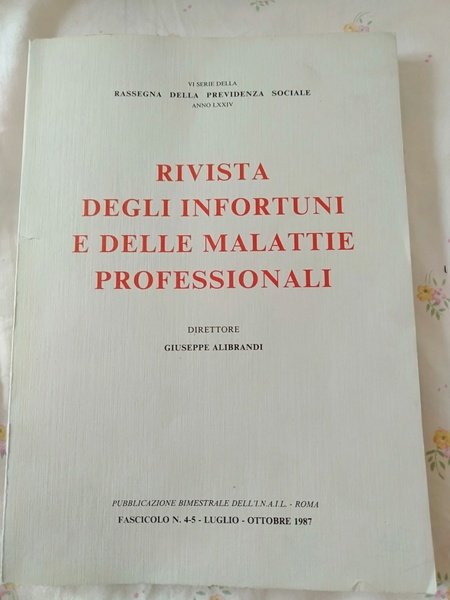 VI SERIE DELLA
RASSEGNA DELLA PREVIDENZA SOCIALE
ANNO LXXIV
RIVISTA
DEGLI INFORTUNI
E DELLE MALATTIE
PROFESSIONALI
DIRETTORE
GIUSEPPE ALIBRANDI
PUBBLICAZIONE BIMESTRALE DELL'I.N.A.I.L. - ROMA
FASCICOLO N. 4-5 - LUGLIO - OTTOBRE 1987